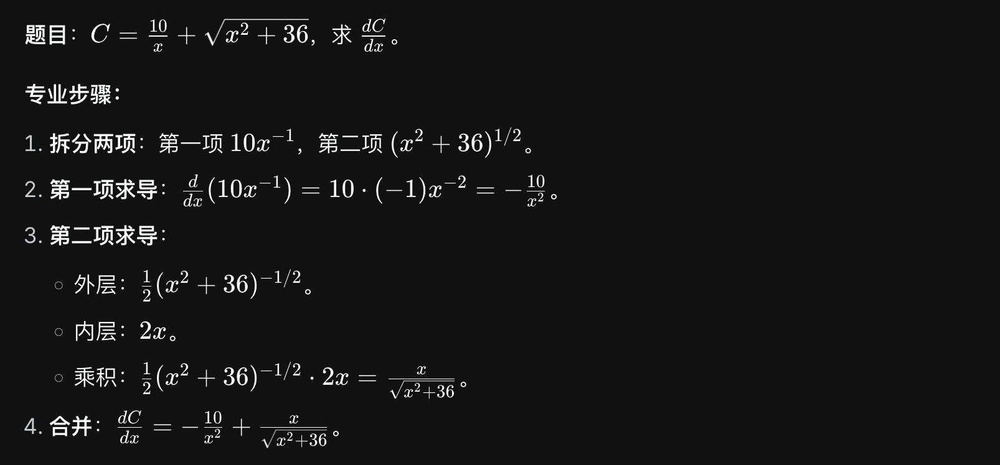 题目：$C = \frac{10}{x} + \sqrt{x^2 + 36}$，求 $\frac{dC}{dx}$。
专业步骤：
1. 拆分两项：第一项 $10x^{-1}$，第二项 $(x^2 + 36)^{1/2}$。
2. 第一项求导：$\frac{d}{dx}(10x^{-1}) = 10 \cdot (-1)x^{-2} = -\frac{10}{x^2}$。
3. 第二项求导：
○ 外层：$\frac{1}{2}(x^2 + 36)^{-1/2}$。
○ 内层：$2x$。
○ 乘积：$\frac{1}{2}(x^2 + 36)^{-1/2} \cdot 2x = \frac{x}{\sqrt{x^2+36}}$。
4. 合并：$\frac{dC}{dx} = -\frac{10}{x^2} + \frac{x}{\sqrt{x^2+36}}$。